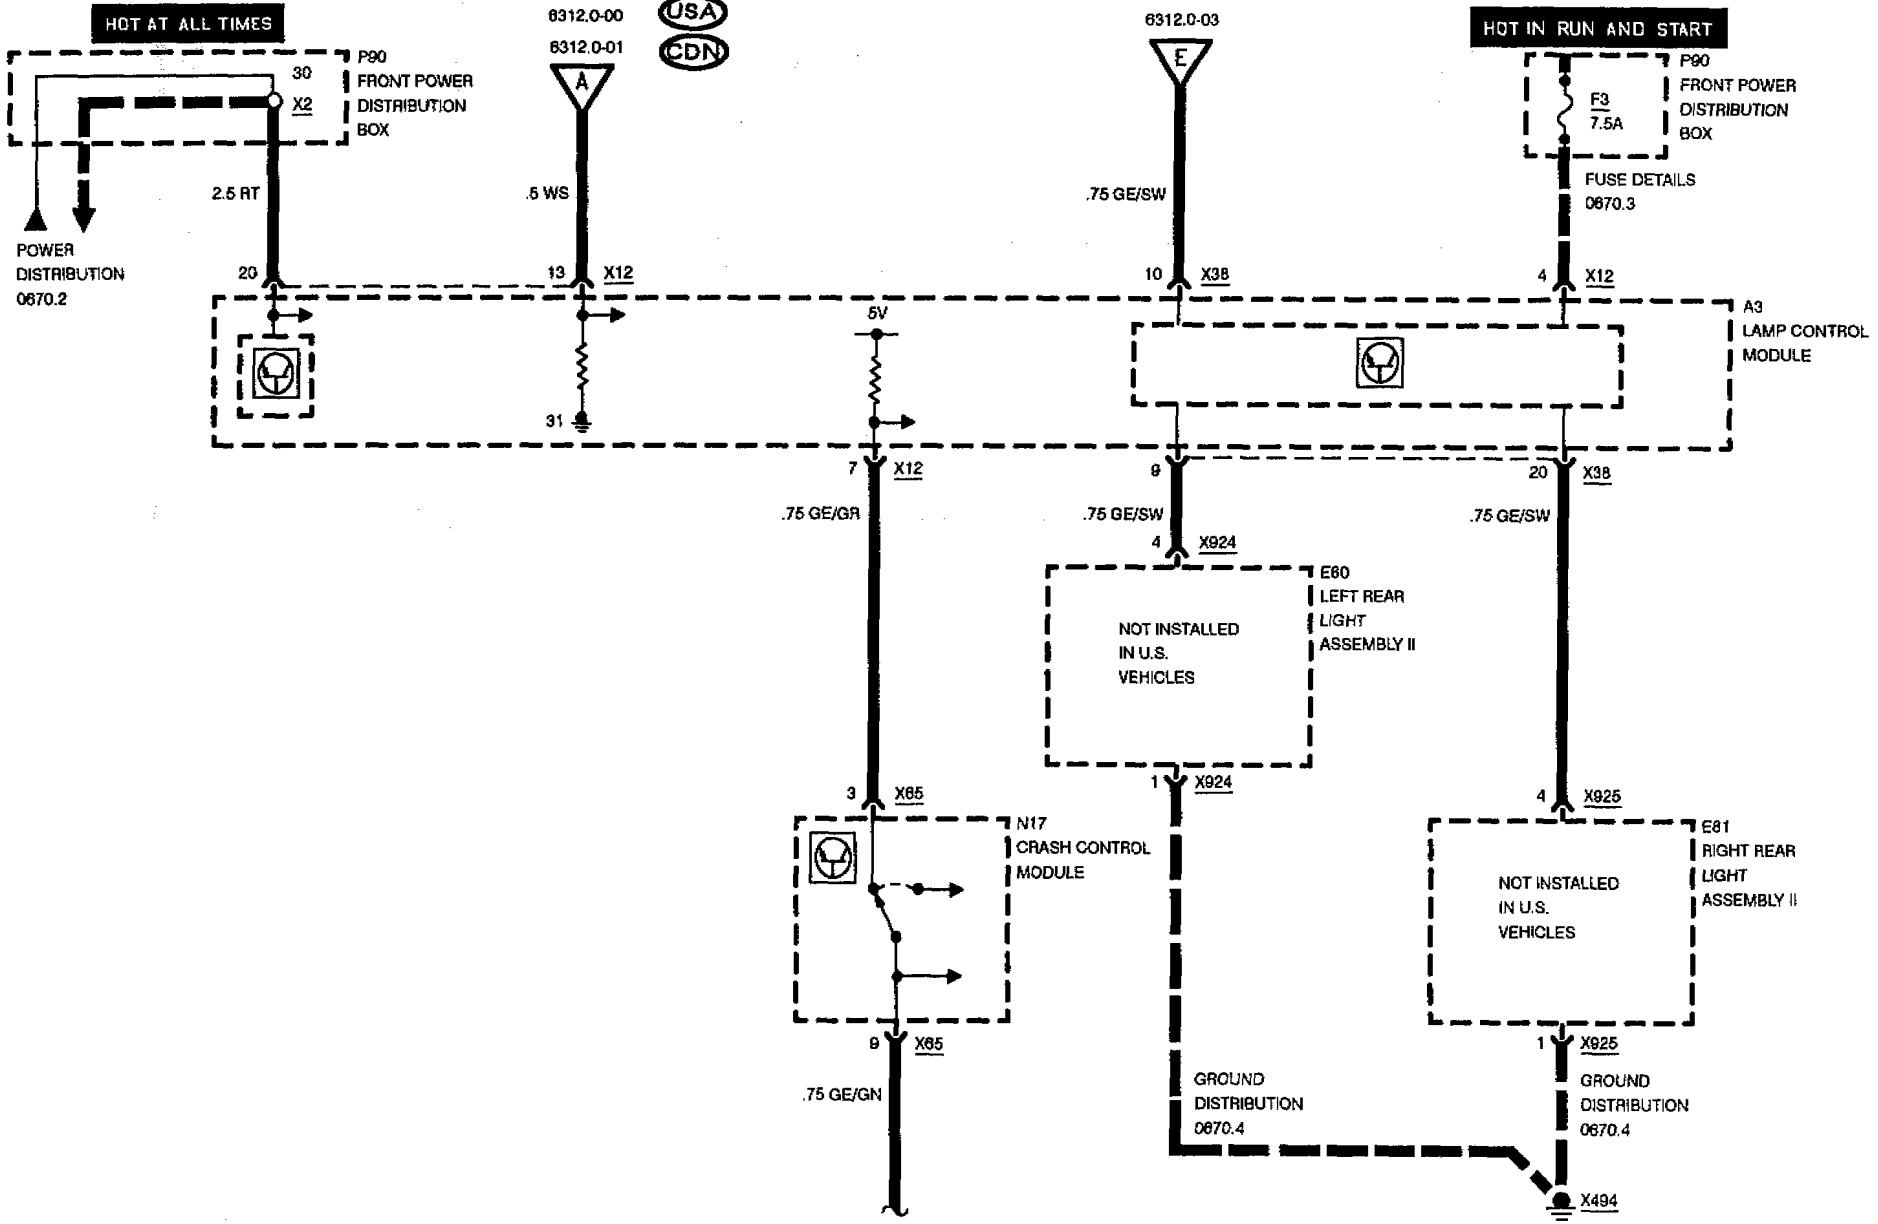 HOT AT ALL TIMES
6312.0-00
USA
6312.0-01
CDN
6312.0-03
HOT IN RUN AND START
P90
FRONT POWER
DISTRIBUTION
BOX
30
X2
A
E
P90
FRONT POWER
DISTRIBUTION
BOX
F3
7.5A
FUSE DETAILS
0670.3
2.5 RT
.5 WS
.75 GE/SW
POWER
DISTRIBUTION
0670.2
20
13
X12
10
X38
4
X12
A3
LAMP CONTROL
MODULE
5V
31
7
X12
9
20
X38
.75 GE/GR
.75 GE/SW
.75 GE/SW
4
X924
E60
LEFT REAR
LIGHT
ASSEMBLY II
NOT INSTALLED
IN U.S.
VEHICLES
1
X924
3
X65
4
X925
N17
CRASH CONTROL
MODULE
E81
RIGHT REAR
LIGHT
ASSEMBLY II
NOT INSTALLED
IN U.S.
VEHICLES
9
X65
1
X925
.75 GE/GN
GROUND
DISTRIBUTION
0670.4
GROUND
DISTRIBUTION
0670.4
X494